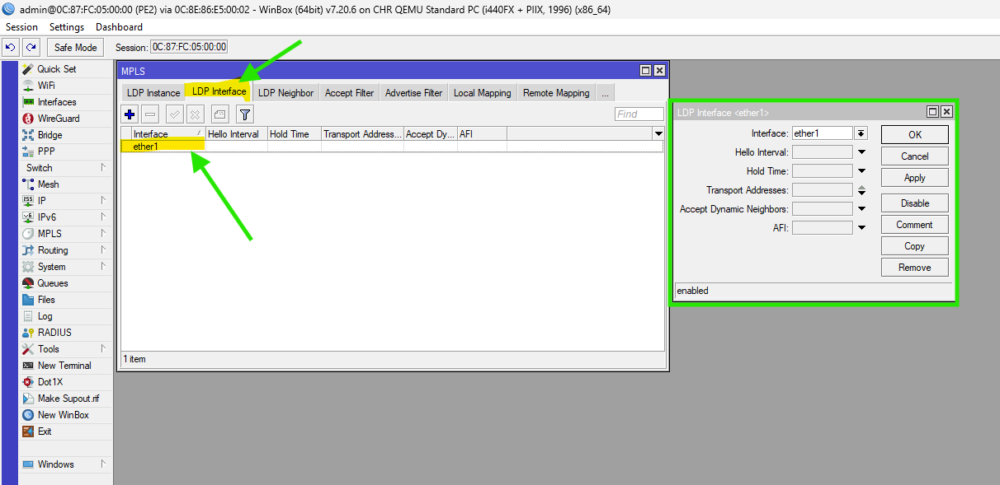 admin@0C:87:FC:05:00:00 (PE2) via 0C:8E:86:E5:00:02 - WinBox (64bit) v7.20.6 on CHR QEMU Standard PC (i440FX + PIIX, 1996) (x86_64)
Session Settings Dashboard
Safe Mode Session: 0C:87:FC:05:00:00
Quick Set
WiFi
Interfaces
WireGuard
Bridge
PPP
Switch
Mesh
IP
IPv6
MPLS
Routing
System
Queues
Files
Log
RADIUS
Tools
New Terminal
Dot1X
Make Supout.rif
New WinBox
Exit
Windows
MPLS
LDP Instance LDP Interface LDP Neighbor Accept Filter Advertise Filter Local Mapping Remote Mapping ...
Find
Interface Hello Interval Hold Time Transport Address... Accept Dy... AFI
ether1
1 item
LDP Interface <ether1>
Interface: ether1
Hello Interval:
Hold Time:
Transport Addresses:
Accept Dynamic Neighbors:
AFI:
OK
Cancel
Apply
Disable
Comment
Copy
Remove
enabled